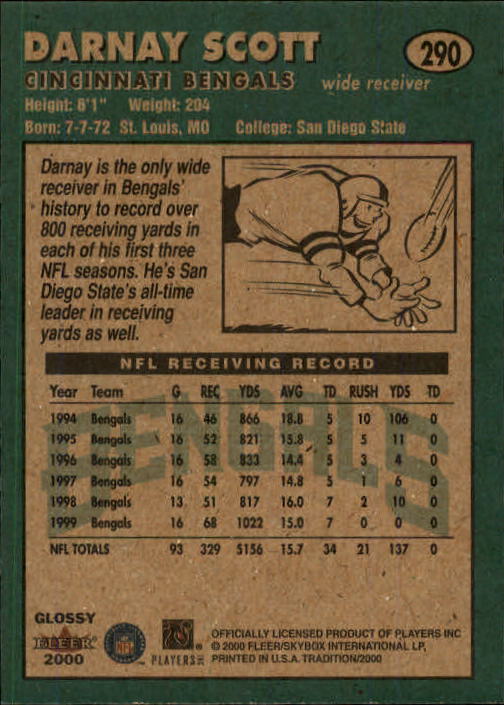 DARNAY SCOTT
290
CINCINNATI BENGALS wide receiver
Height: 6'1" Weight: 204
Born: 7-7-72 St. Louis, MO College: San Diego State
Darnay is the only wide
receiver in Bengals'
history to record over
800 receiving yards in
each of his first three
NFL seasons. He's San
Diego State's all-time
leader in receiving
yards as well.
NFL RECEIVING RECORD
Year Team G REC YDS AVG TD RUSH YDS TD
1994 Bengals 16 46 866 18.8 5 10 106 0
1995 Bengals 16 52 821 15.8 5 5 11 0
1996 Bengals 16 58 833 14.4 5 3 4 0
1997 Bengals 16 54 797 14.8 5 1 6 0
1998 Bengals 13 51 817 16.0 7 2 10 0
1999 Bengals 16 68 1022 15.0 7 0 0 0
NFL TOTALS 93 329 5156 15.7 34 21 137 0
BENGALS
GLOSSY
FLEER
2000
NFL
PLAYERS INC
OFFICIALLY LICENSED PRODUCT OF PLAYERS INC
© 2000 FLEER/SKYBOX INTERNATIONAL LP,
PRINTED IN U.S.A. TRADITION/2000